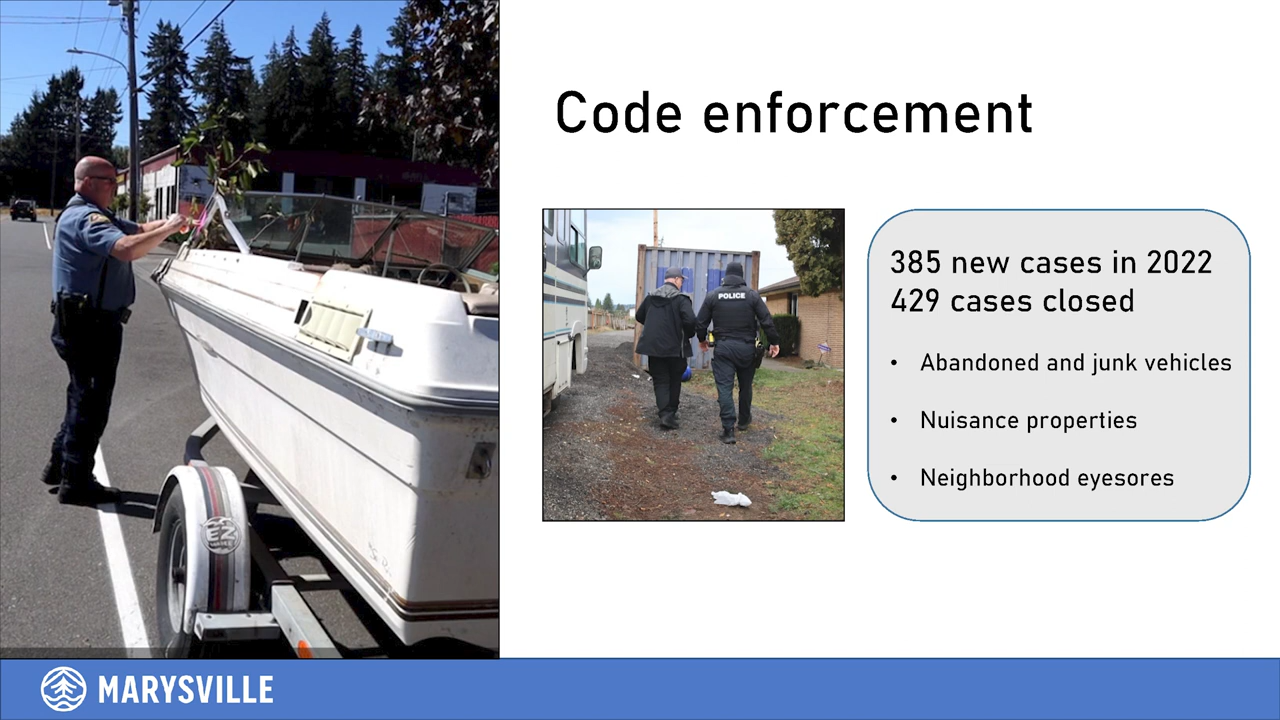 Code enforcement
POLICE
385 new cases in 2022
429 cases closed
• Abandoned and junk vehicles
• Nuisance properties
• Neighborhood eyesores
EZ
MARYSVILLE